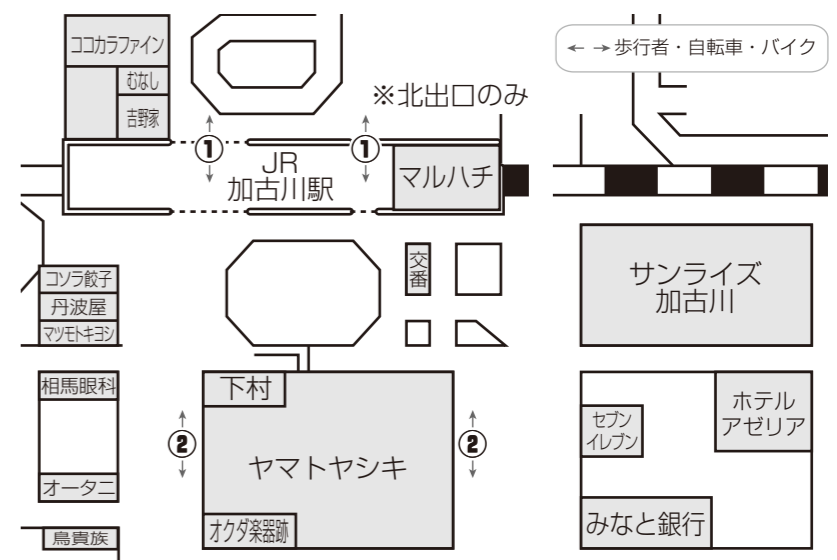 ココカラファイン
むなし
吉野家
← →歩行者・自転車・バイク
※北出口のみ
①
①
JR
加古川駅
マルハチ
交番
サンライズ
加古川
コソラ餃子
丹波屋
マツモトキヨシ
相馬眼科
オータニ
鳥貴族
下村
②
ヤマトヤシキ
②
オクダ楽器跡
セブン
イレブン
ホテル
アゼリア
みなと銀行